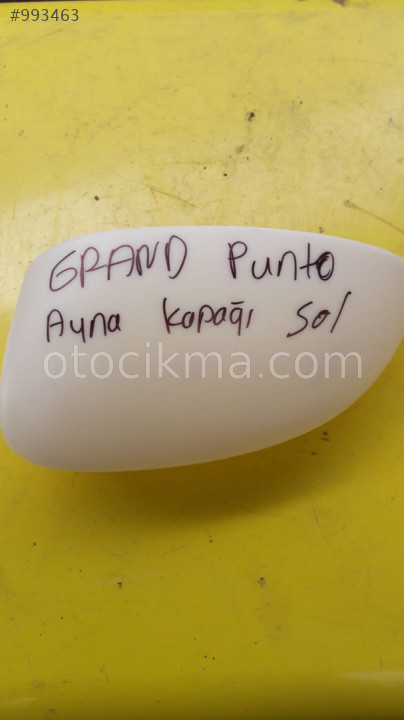 #993463
GRAND Punto
Ayna Kapağı Sol
otocikma.com